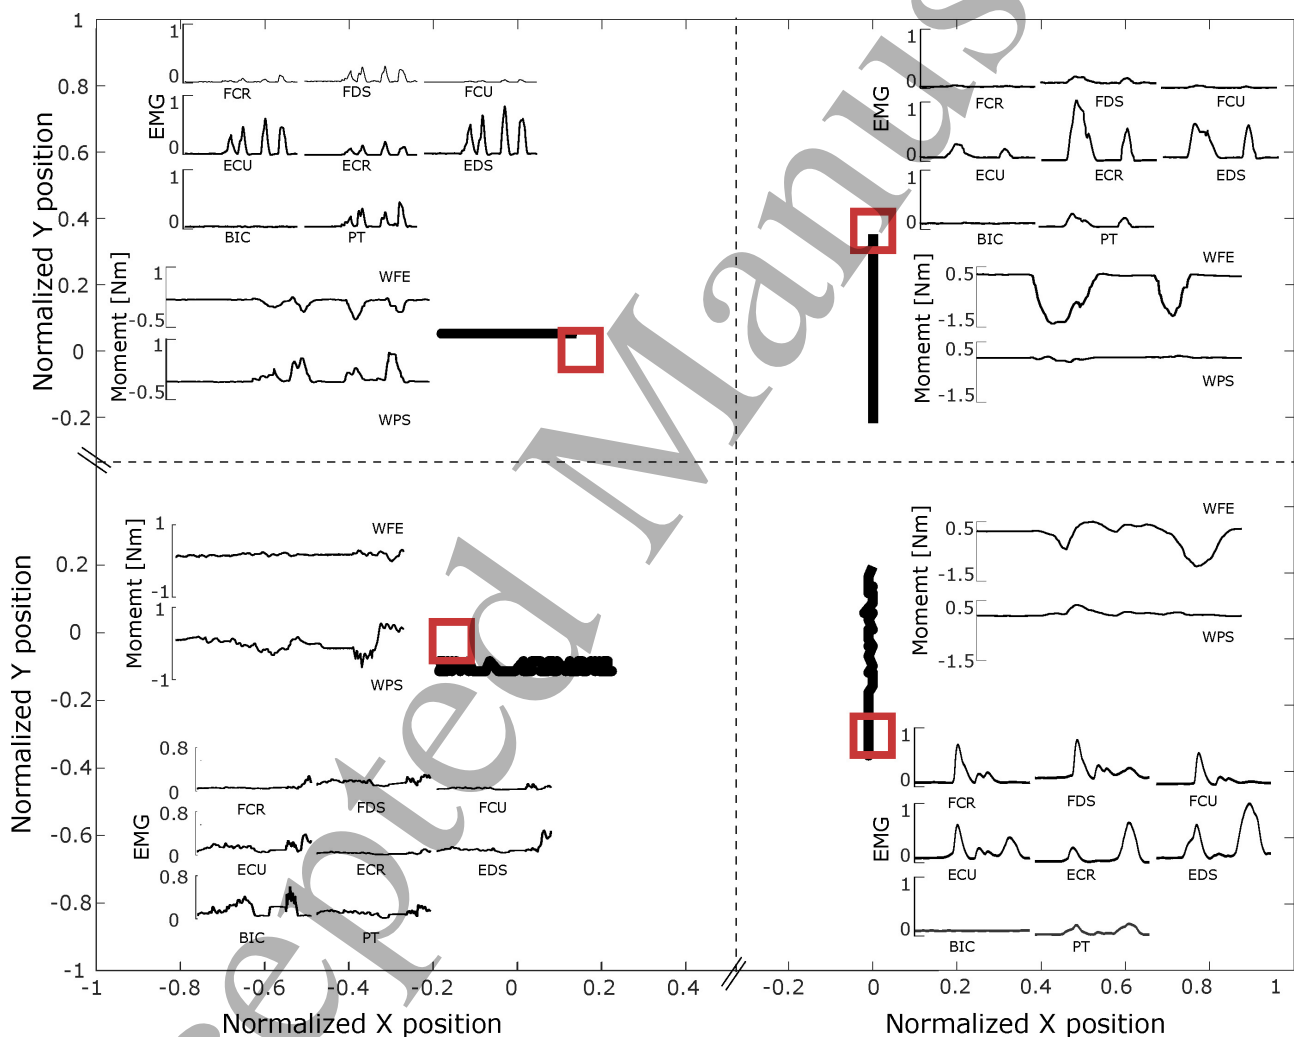 1
0.8
0.6
0.4
0.2
0
-0.2
Normalized Y position
EMG
1
0
FCR
FDS
FCU
1
0
ECU
ECR
EDS
1
0
BIC
PT
Momemt [Nm]
1
-0.5
WFE
1
-0.5
WPS
EMG
1
0
FCR
FDS
FCU
1
0
ECU
ECR
EDS
1
0
BIC
PT
Momemt [Nm]
0.5
-1.5
WFE
0.5
-1.5
WPS
0.2
0
-0.2
-0.4
-0.6
-0.8
-1
Normalized Y position
Momemt [Nm]
1
-1
WFE
1
-1
WPS
EMG
0.8
0
FCR
FDS
FCU
0.8
0
ECU
ECR
EDS
0.8
0
BIC
PT
Momemt [Nm]
0.5
-1.5
WFE
0.5
-1.5
WPS
EMG
1
0
FCR
FDS
FCU
1
0
ECU
ECR
EDS
1
0
BIC
PT
-1
-0.8
-0.6
-0.4
-0.2
0
0.2
0.4
-0.2
0
0.2
0.4
0.6
0.8
1
Normalized X position
Normalized X position
epted Manus